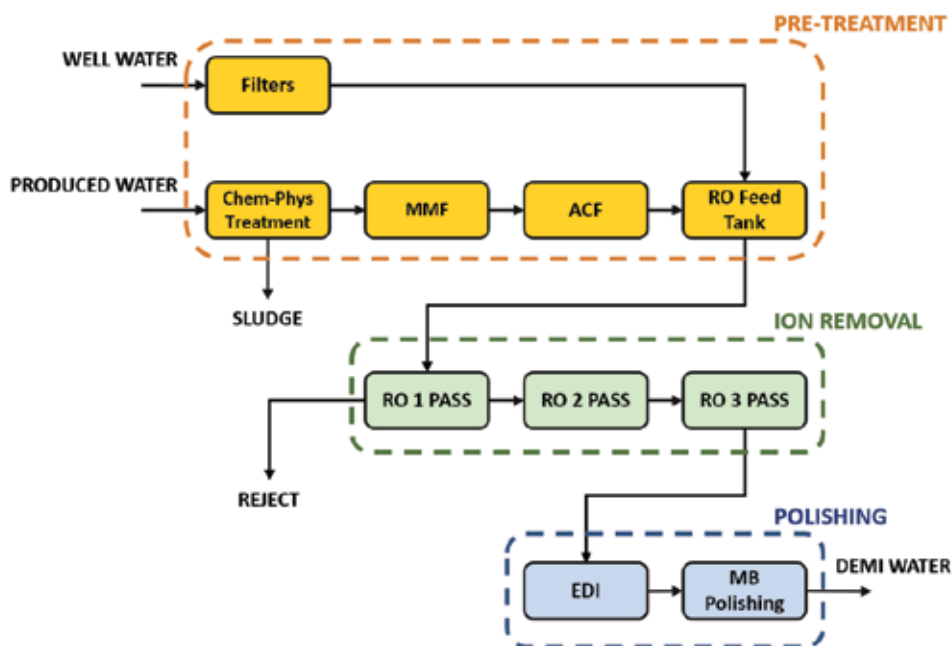 PRE-TREATMENT
WELL WATER
Filters
PRODUCED WATER
Chem-Phys
Treatment
MMF
ACF
RO Feed
Tank
SLUDGE
ION REMOVAL
RO 1 PASS
RO 2 PASS
RO 3 PASS
REJECT
POLISHING
EDI
MB
Polishing
DEMI WATER